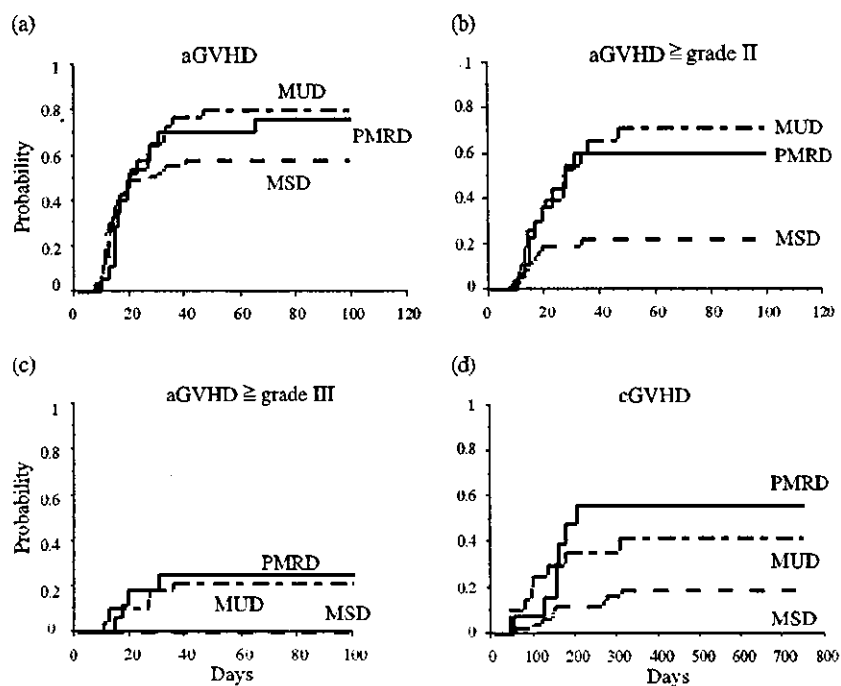 (a)
aGVHD
1
0.8
0.6
0.4
0.2
0
Probability
MUD
PMRD
MSD
0 20 40 60 80 100 120
(b)
aGVHD ≧ grade II
1
0.8
0.6
0.4
0.2
0
MUD
PMRD
MSD
0 20 40 60 80 100 120
(c)
aGVHD ≧ grade III
1
0.8
0.6
0.4
0.2
0
Probability
PMRD
MUD
MSD
0 20 40 60 80 100
Days
(d)
cGVHD
1
0.8
0.6
0.4
0.2
0
PMRD
MUD
MSD
0 100 200 300 400 500 600 700 800
Days